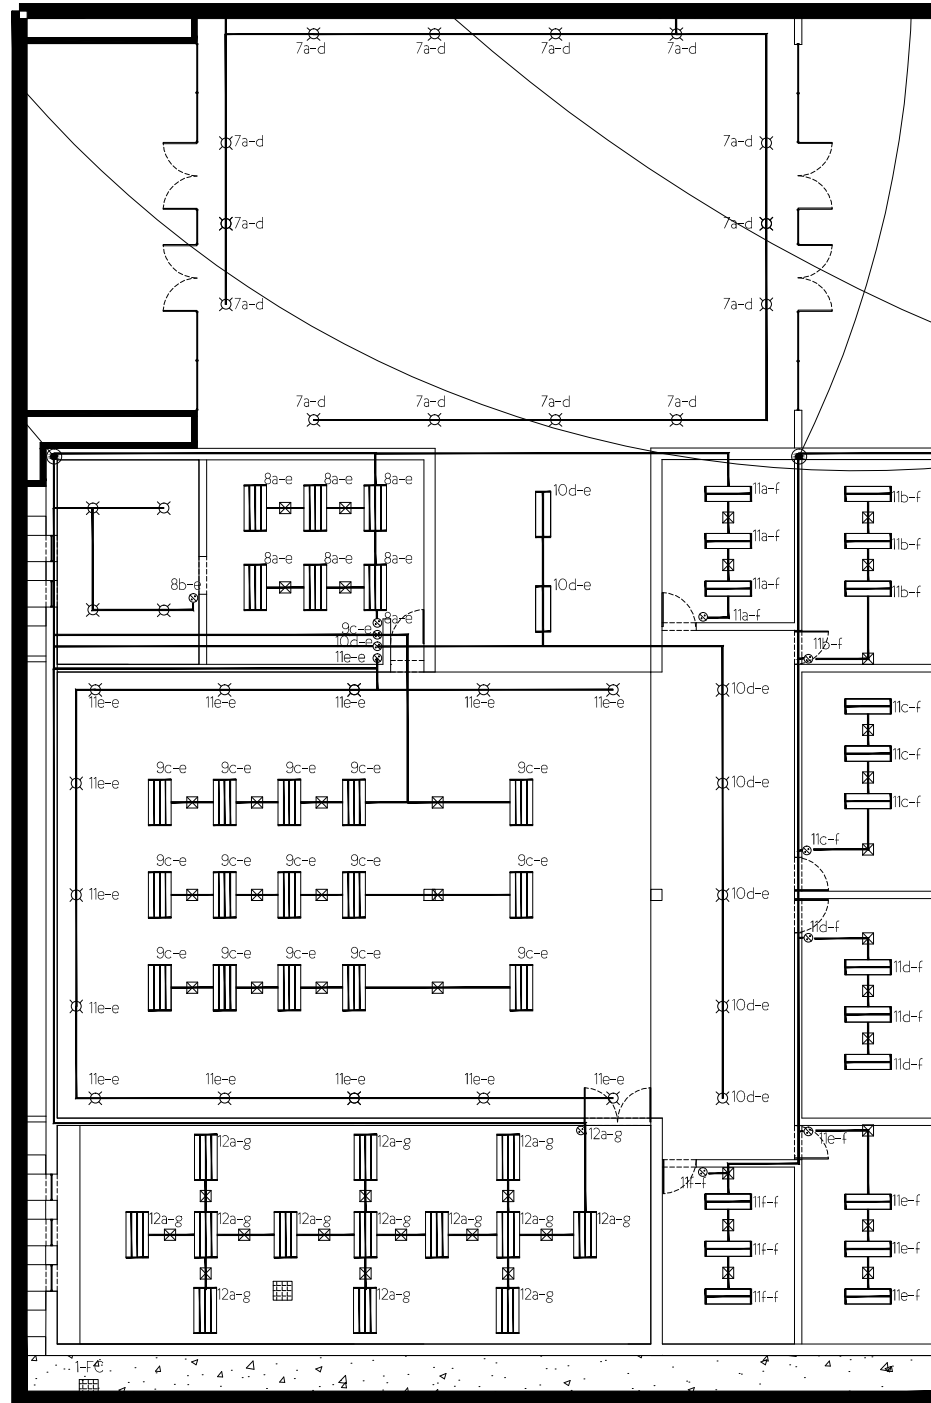 7a-d 7a-d 7a-d 7a-d
7a-d 7a-d
7a-d 7a-d
7a-d 7a-d
7a-d 7a-d 7a-d 7a-d
8a-e 8a-e 8a-e
10d-e
11a-f
11b-f
11a-f
11b-f
8a-e 8a-e 8a-e
8b-e
10d-e
11a-f
11b-f
8a-e
11a-f
9c-e
10d-e
11b-f
11e-e
11e-e 11e-e 11e-e 11e-e 11e-e
10d-e
11c-f
11c-f
9c-e 9c-e 9c-e 9c-e 9c-e
11e-e
10d-e
11c-f
11c-f
9c-e 9c-e 9c-e 9c-e 9c-e
11e-e
10d-e
11d-f
9c-e 9c-e 9c-e 9c-e 9c-e
11d-f
11e-e
10d-e
11d-f
11d-f
11e-e 11e-e 11e-e 11e-e 11e-e
10d-e
12a-g 12a-g 12a-g 12a-g
11e-f
11f-f
12a-g 12a-g 12a-g 12a-g 12a-g 12a-g 12a-g
11f-f
11e-f
11f-f
11e-f
12a-g 12a-g 12a-g
11f-f
11e-f
1-FC